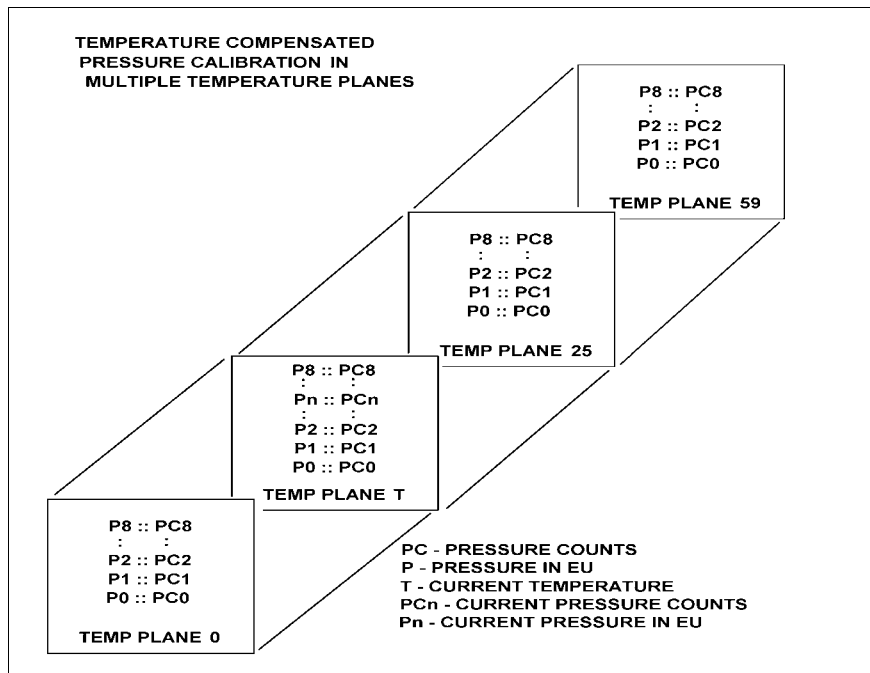 TEMPERATURE COMPENSATED
PRESSURE CALIBRATION IN
MULTIPLE TEMPERATURE PLANES
P8 :: PC8
: :
P2 :: PC2
P1 :: PC1
P0 :: PC0
TEMP PLANE 59
P8 :: PC8
: :
P2 :: PC2
P1 :: PC1
P0 :: PC0
TEMP PLANE 25
P8 :: PC8
: :
Pn :: PCn
: :
P2 :: PC2
P1 :: PC1
P0 :: PC0
TEMP PLANE T
P8 :: PC8
: :
P2 :: PC2
P1 :: PC1
P0 :: PC0
TEMP PLANE 0
PC - PRESSURE COUNTS
P - PRESSURE IN EU
T - CURRENT TEMPERATURE
PCn - CURRENT PRESSURE COUNTS
Pn - CURRENT PRESSURE IN EU